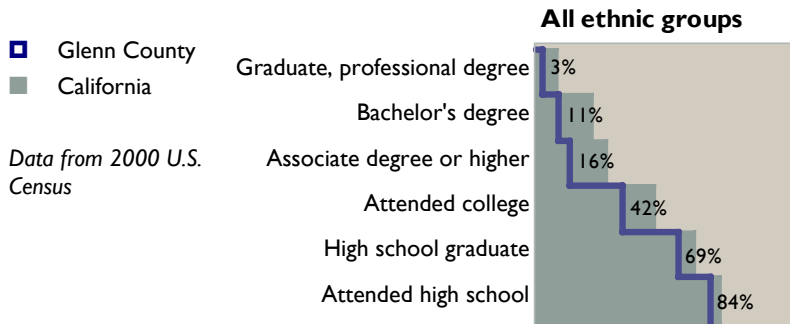 All ethnic groups
Glenn County
California
Data from 2000 U.S.
Census
Graduate, professional degree 3%
Bachelor's degree 11%
Associate degree or higher 16%
Attended college 42%
High school graduate 69%
Attended high school 84%